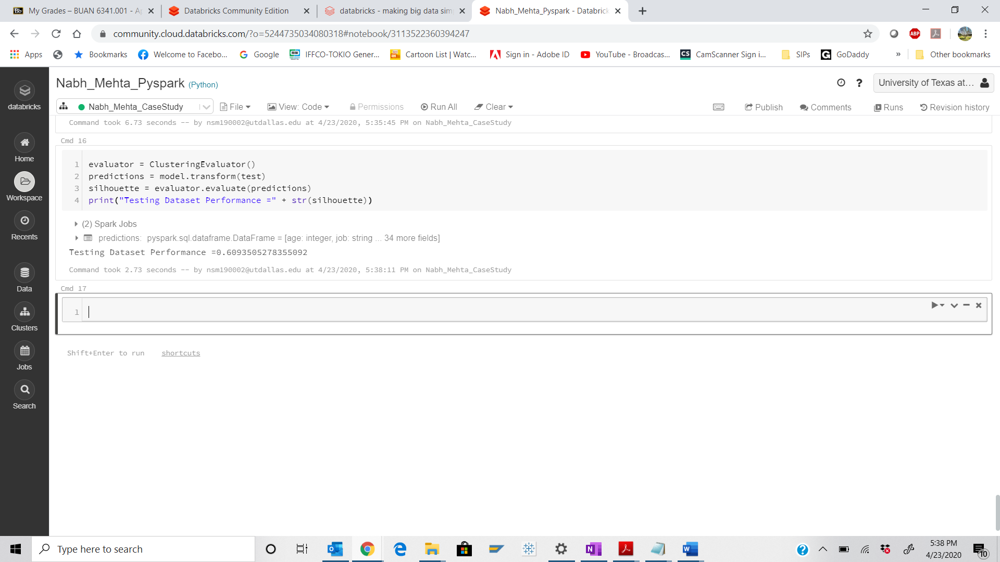 My Grades – BUAN 6341.001 - Ap
Databricks Community Edition
databricks - making big data sim
Nabh_Mehta_Pyspark - Databrick
community.cloud.databricks.com/?o=5244735034080318#notebook/3113522360394247
ABP
Apps
Bookmarks
Welcome to Facebo...
Google
IFFCO-TOKIO Gener...
Cartoon List | Watc...
Sign in - Adobe ID
YouTube - Broadcas...
CamScanner Sign i...
SIPs
GoDaddy
»
Other bookmarks
databricks
Home
Workspace
Recents
Data
Clusters
Jobs
Search
Nabh_Mehta_Pyspark (Python)
?
University of Texas at...
Nabh_Mehta_CaseStudy
File
View: Code
Permissions
Run All
Clear
Publish
Comments
Runs
Revision history
Command took 6.73 seconds -- by nsm190002@utdallas.edu at 4/23/2020, 5:35:45 PM on Nabh_Mehta_CaseStudy
Cmd 16
1 evaluator = ClusteringEvaluator()
2 predictions = model.transform(test)
3 silhouette = evaluator.evaluate(predictions)
4 print("Testing Dataset Performance =" + str(silhouette))
(2) Spark Jobs
predictions: pyspark.sql.dataframe.DataFrame = [age: integer, job: string ... 34 more fields]
Testing Dataset Performance =0.6093505278355092
Command took 2.73 seconds -- by nsm190002@utdallas.edu at 4/23/2020, 5:38:11 PM on Nabh_Mehta_CaseStudy
Cmd 17
1
Shift+Enter to run shortcuts
Type here to search
5:38 PM
4/23/2020
10